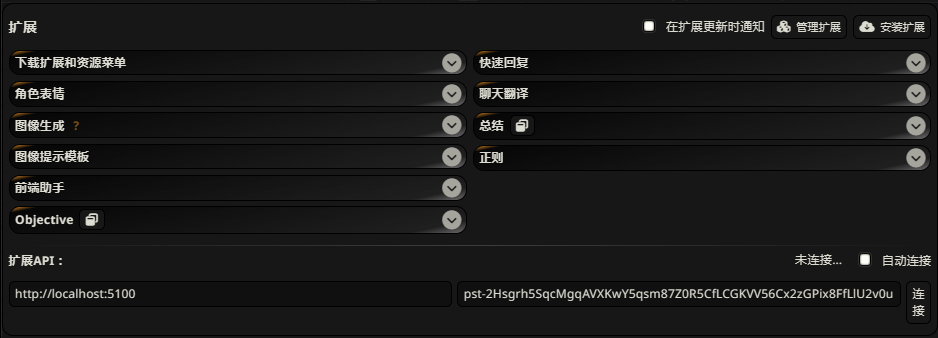 扩展
在扩展更新时通知 管理扩展 安装扩展
下载扩展和资源菜单
角色表情
图像生成 ?
图像提示模板
前端助手
Objective
快速回复
聊天翻译
总结
正则
扩展API：
未连接... 自动连接
http://localhost:5100
pst-2Hsgrh5SqcMgqAVXKwY5qsm87Z0R5CfLCGKVV56Cx2zGPix8FfLlU2v0u
连
接